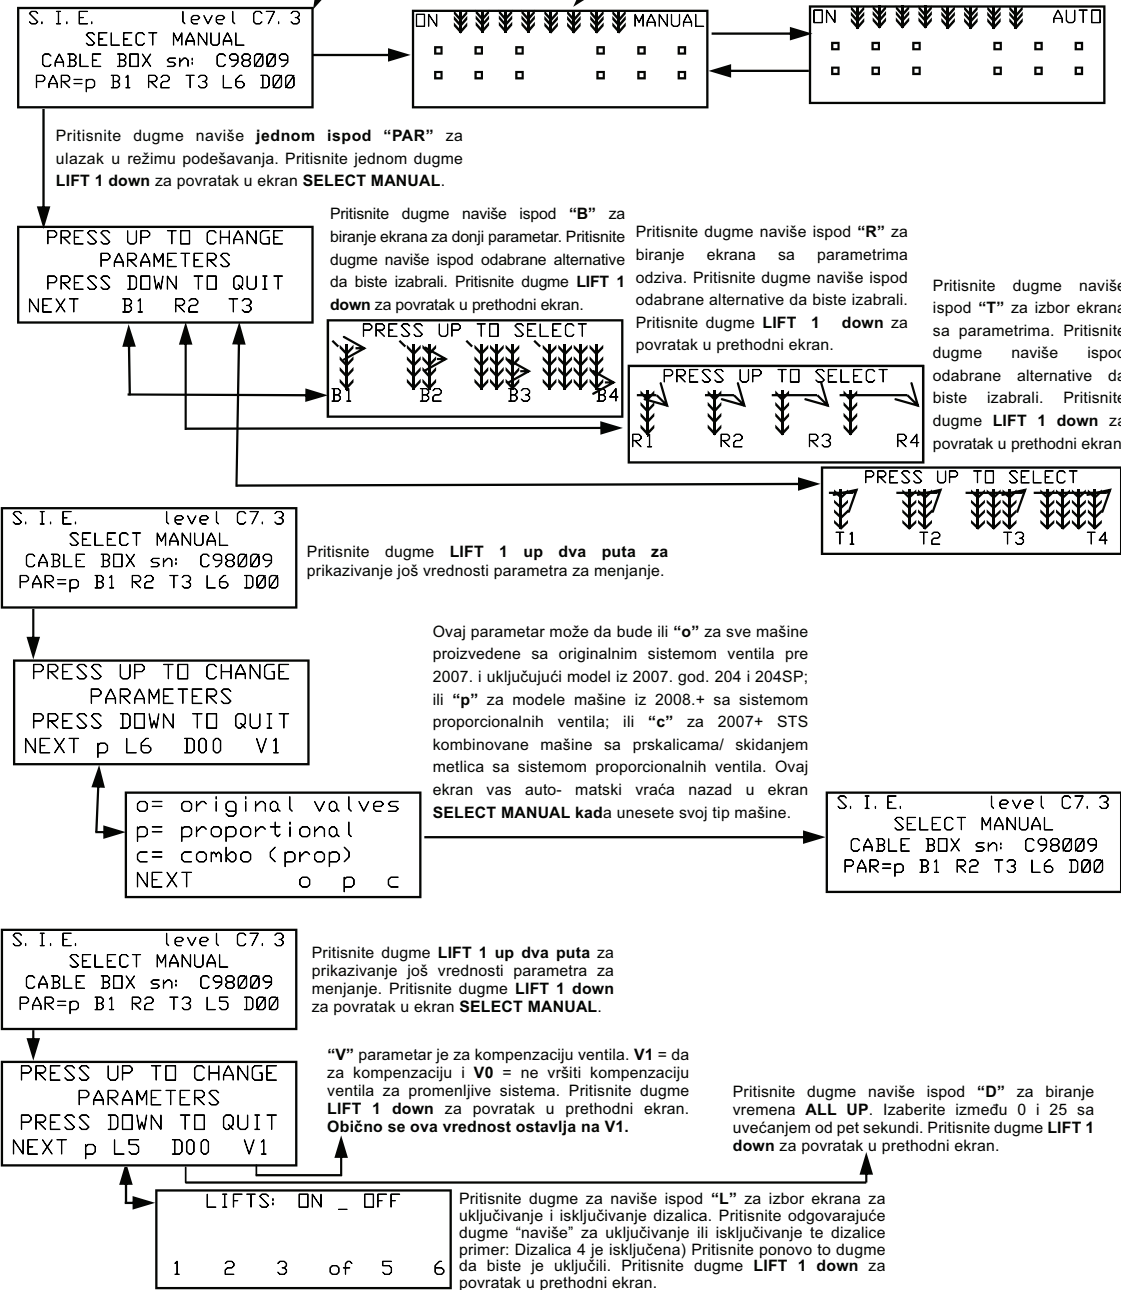 S. I. E. level C7. 3
SELECT MANUAL
CABLE BOX sn: C98009
PAR=p B1 R2 T3 L6 D00
ON MANUAL
ON AUTO
Pritisnite dugme naviše jednom ispod “PAR” za
ulazak u režimu podešavanja. Pritisnite jednom dugme
LIFT 1 down za povratak u ekran SELECT MANUAL.
PRESS UP TO CHANGE
PARAMETERS
PRESS DOWN TO QUIT
NEXT B1 R2 T3
Pritisnite dugme naviše ispod “B” za
biranje ekrana za donji parametar. Pritisnite
dugme naviše ispod odabrane alternative
da biste izabrali. Pritisnite dugme LIFT 1
down za povratak u prethodni ekran.
PRESS UP TO SELECT
B1 B2 B3 B4
Pritisnite dugme naviše ispod “R” za
biranje ekrana sa parametrima
odziva. Pritisnite dugme naviše ispod
odabrane alternative da biste izabrali.
Pritisnite dugme LIFT 1 down za
povratak u prethodni ekran.
PRESS UP TO SELECT
R1 R2 R3 R4
Pritisnite dugme naviše
ispod “T” za izbor ekrana
sa parametrima. Pritisnite
dugme naviše ispod
odabrane alternative da
biste izabrali. Pritisnite
dugme LIFT 1 down za
povratak u prethodni ekran
PRESS UP TO SELECT
T1 T2 T3 T4
S. I. E. level C7. 3
SELECT MANUAL
CABLE BOX sn: C98009
PAR=p B1 R2 T3 L6 D00
Pritisnite dugme LIFT 1 up dva puta za
prikazivanje još vrednosti parametra za menjanje.
PRESS UP TO CHANGE
PARAMETERS
PRESS DOWN TO QUIT
NEXT p L6 D00 V1
Ovaj parametar može da bude ili “o” za sve mašine
proizvedene sa originalnim sistemom ventila pre
2007. i uključujući model iz 2007. god. 204 i 204SP;
ili “p” za modele mašine iz 2008.+ sa sistemom
proporcionalnih ventila; ili “c” za 2007+ STS
kombinovane mašine sa prskalicama/ skidanjem
metlica sa sistemom proporcionalnih ventila. Ovaj
ekran vas auto- matski vraća nazad u ekran
SELECT MANUAL kada unesete svoj tip mašine.
o= original valves
p= proportional
c= combo (prop)
NEXT o p c
S. I. E. level C7. 3
SELECT MANUAL
CABLE BOX sn: C98009
PAR=p B1 R2 T3 L6 D00
S. I. E. level C7. 3
SELECT MANUAL
CABLE BOX sn: C98009
PAR=p B1 R2 T3 L5 D00
Pritisnite dugme LIFT 1 up dva puta za
prikazivanje još vrednosti parametra za
menjanje. Pritisnite dugme LIFT 1 down
za povratak u ekran SELECT MANUAL.
PRESS UP TO CHANGE
PARAMETERS
PRESS DOWN TO QUIT
NEXT p L5 D00 V1
“V” parametar je za kompenzaciju ventila. V1 = da
za kompenzaciju i V0 = ne vršiti kompenzaciju
ventila za promenljive sistema. Pritisnite dugme
LIFT 1 down za povratak u prethodni ekran.
Obično se ova vrednost ostavlja na V1.
Pritisnite dugme naviše ispod “D” za biranje
vremena ALL UP. Izaberite između 0 i 25 sa
uvećanjem od pet sekundi. Pritisnite dugme LIFT 1
down za povratak u prethodni ekran.
LIFTS: ON _ OFF
1 2 3 of 5 6
Pritisnite dugme za naviše ispod “L” za izbor ekrana za
uključivanje i isključivanje dizalica. Pritisnite odgovarajuće
dugme “naviše” za uključivanje ili isključivanje te dizalice
primer: Dizalica 4 je isključena) Pritisnite ponovo to dugme
da biste je uključili. Pritisnite dugme LIFT 1 down za
povratak u prethodni ekran.